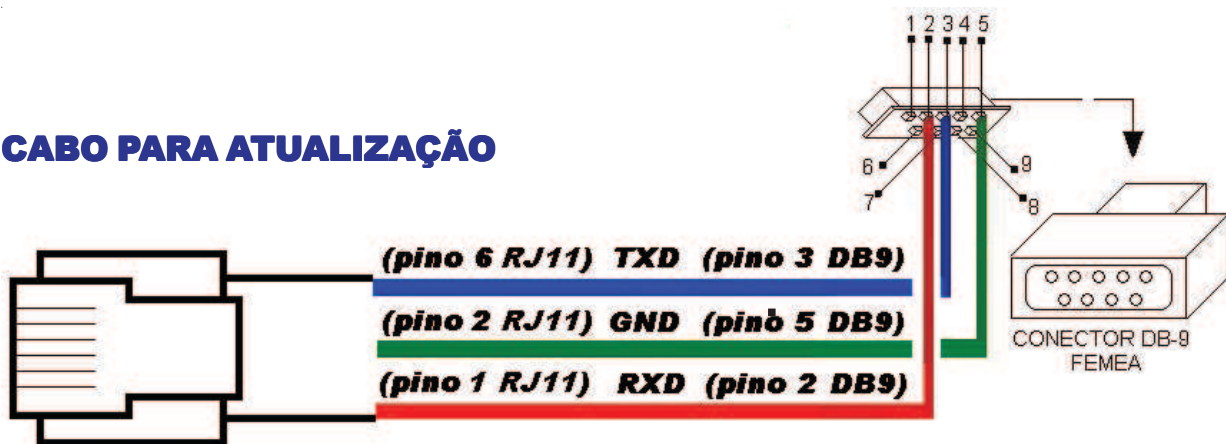 1 2 3 4 5
CABO PARA ATUALIZAÇÃO
6
9
7
8
(pino 6 RJ11) TXD (pino 3 DB9)
(pino 2 RJ11) GND (pino 5 DB9)
(pino 1 RJ11) RXD (pino 2 DB9)
CONECTOR DB-9
FEMEA